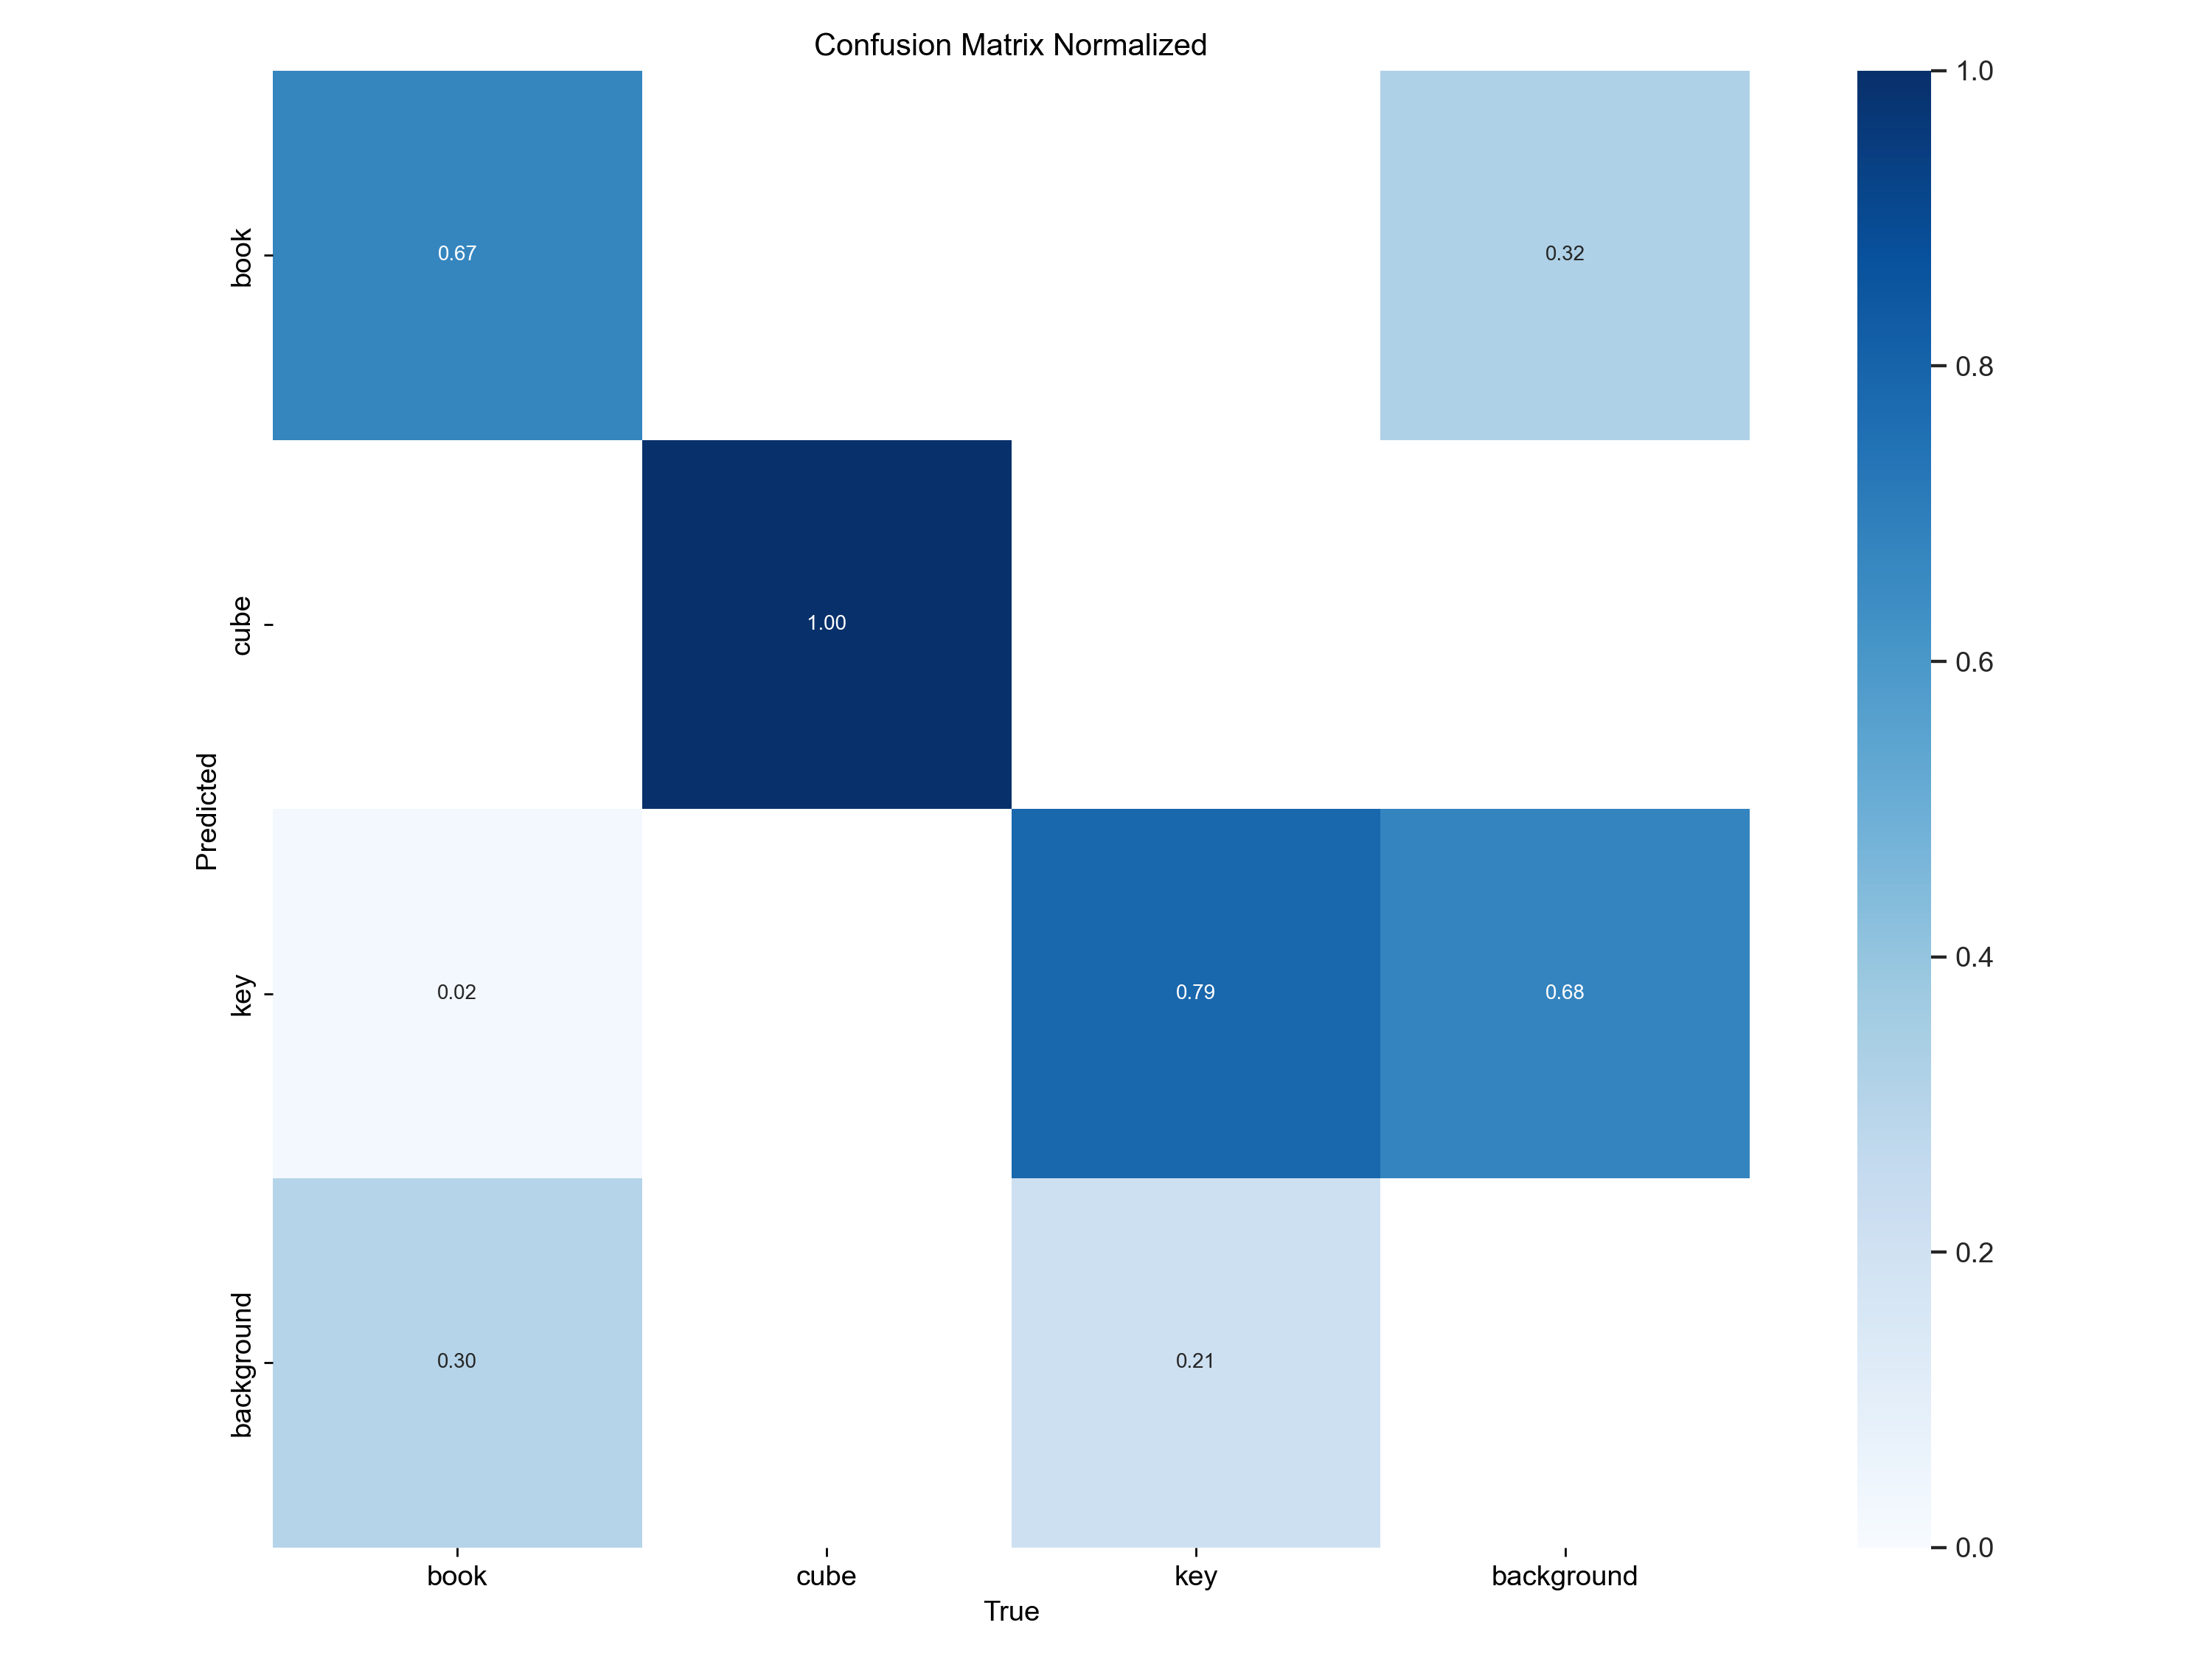 Confusion Matrix Normalized
book
cube
key
background
Predicted
0.67
0.32
1.00
0.02
0.79
0.68
0.30
0.21
book
cube
key
background
True
1.0
0.8
0.6
0.4
0.2
0.0